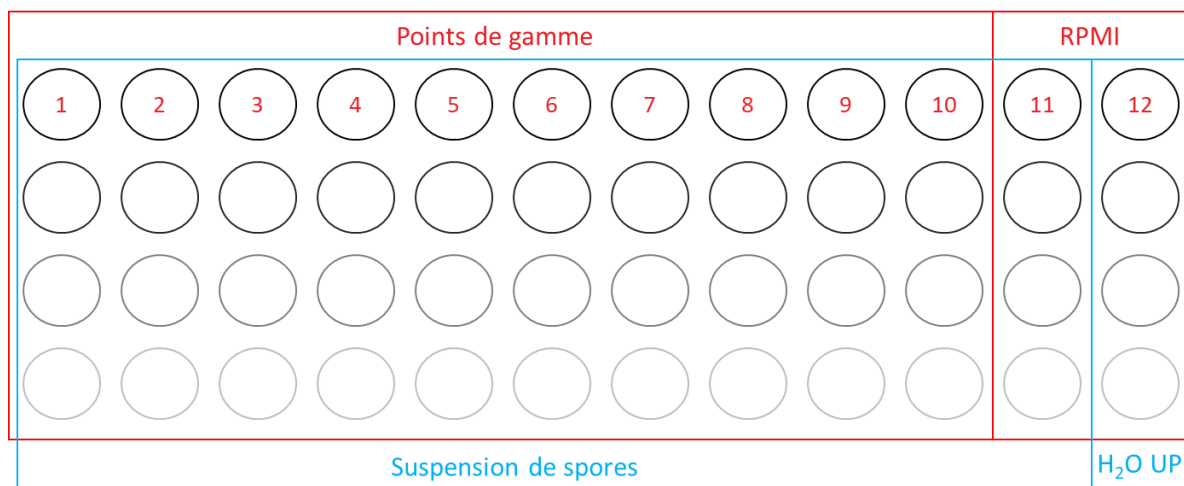 Points de gamme
RPMI
1 2 3 4 5 6 7 8 9 10 11 12
Suspension de spores
H₂O UP